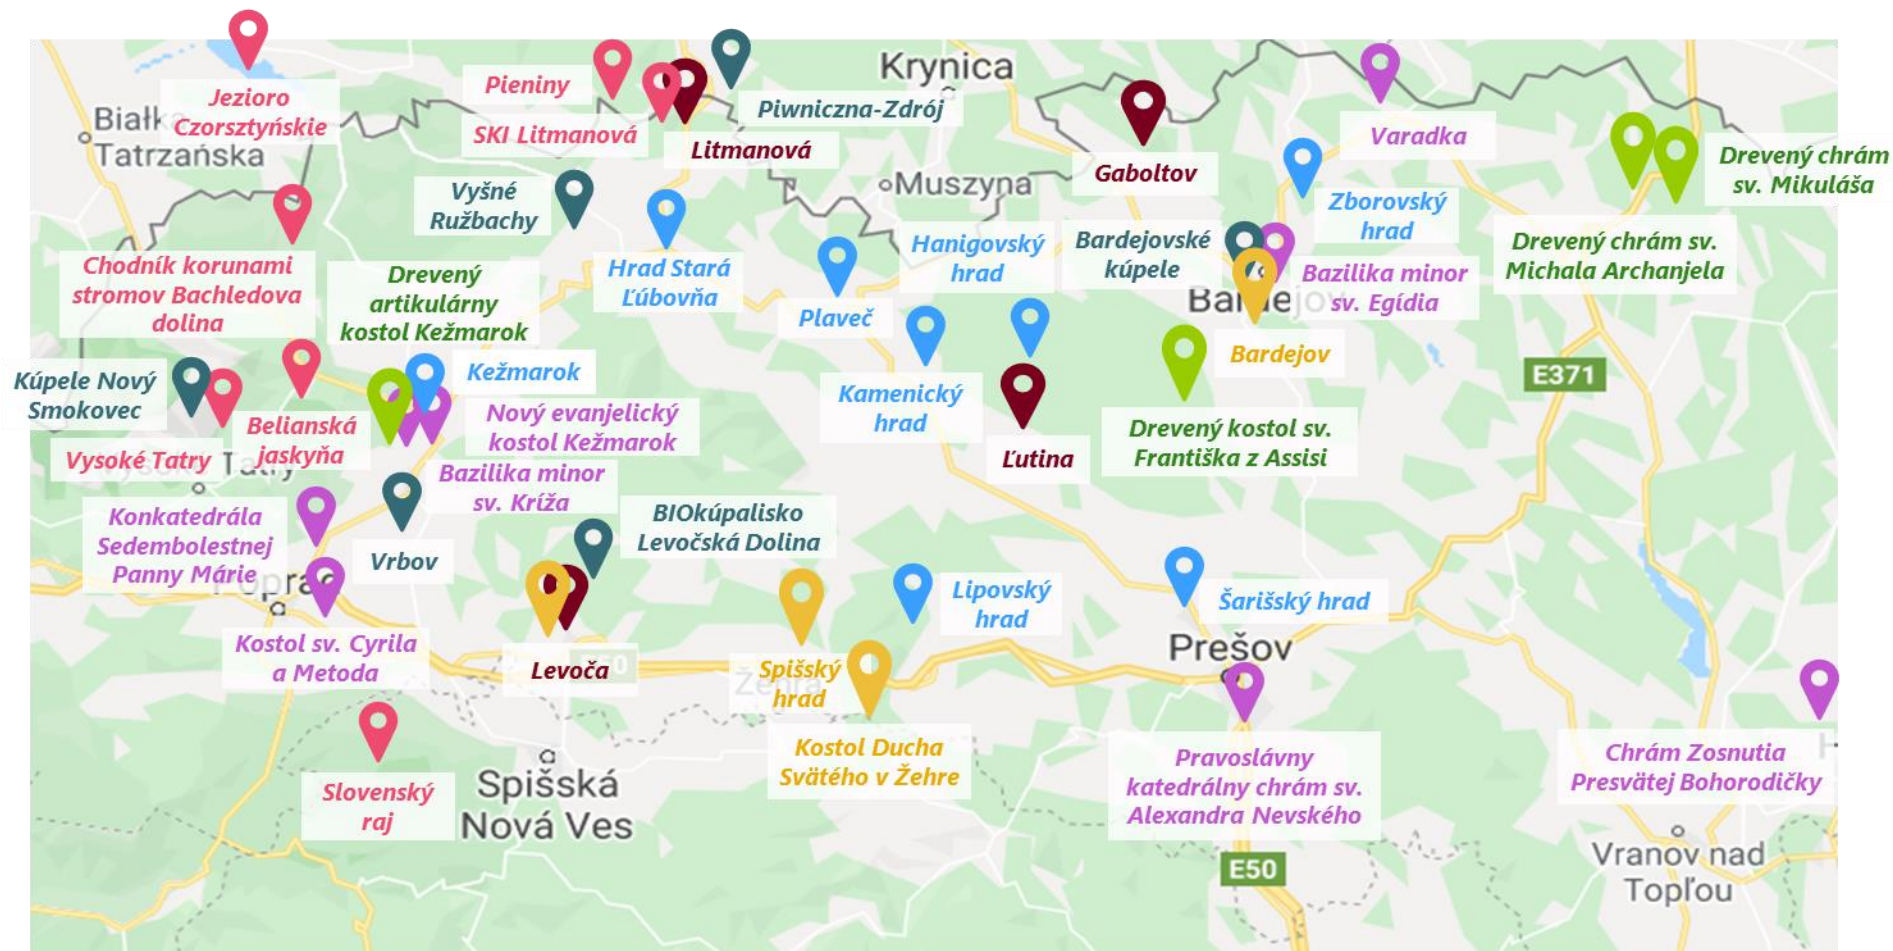 Jezioro
Czorsztyńskie
Pieniny
SKI Litmanová
Litmanová
Piwniczna-Zdrój
Krynica
Gaboltov
Varadka
Tatrzańska
Vyšné
Ružbachy
Muszyna
Zborovský
hrad
Drevený chrám
sv. Mikuláša
Drevený chrám sv.
Michala Archanjela
Chodník korunami
stromov Bachledova
dolina
Drevený
artikulárny
kostol Kežmarok
Hrad Stará
Ľúbovňa
Plaveč
Hanigovský
hrad
Bardejovské
kúpele
Bazilika minor
sv. Egídia
Bardejov
Bardejov
Kúpele Nový
Smokovec
Vysoké Tatry
Belianská
jaskyňa
Kežmarok
Nový evanjelický
kostol Kežmarok
Bazilika minor
sv. Kríža
Kamenický
hrad
Ľutina
Drevený kostol sv.
Františka z Assisi
E371
Konkatedrála
Sedembolestnej
Panny Márie
Poprad
Vrbov
BIOkúpalisko
Levočská Dolina
Kostol sv. Cyrila
a Metoda
Levoča
E50
Spišský
hrad
Žehra
Lipovský
hrad
Šarišský hrad
Prešov
Kostol Ducha
Svätého v Žehre
Slovenský
raj
Spišská
Nová Ves
Pravoslávny
katedrálny chrám sv.
Alexandra Nevského
E50
Chrám Zosnutia
Presvätej Bohorodičky
Vranov nad
Topľou